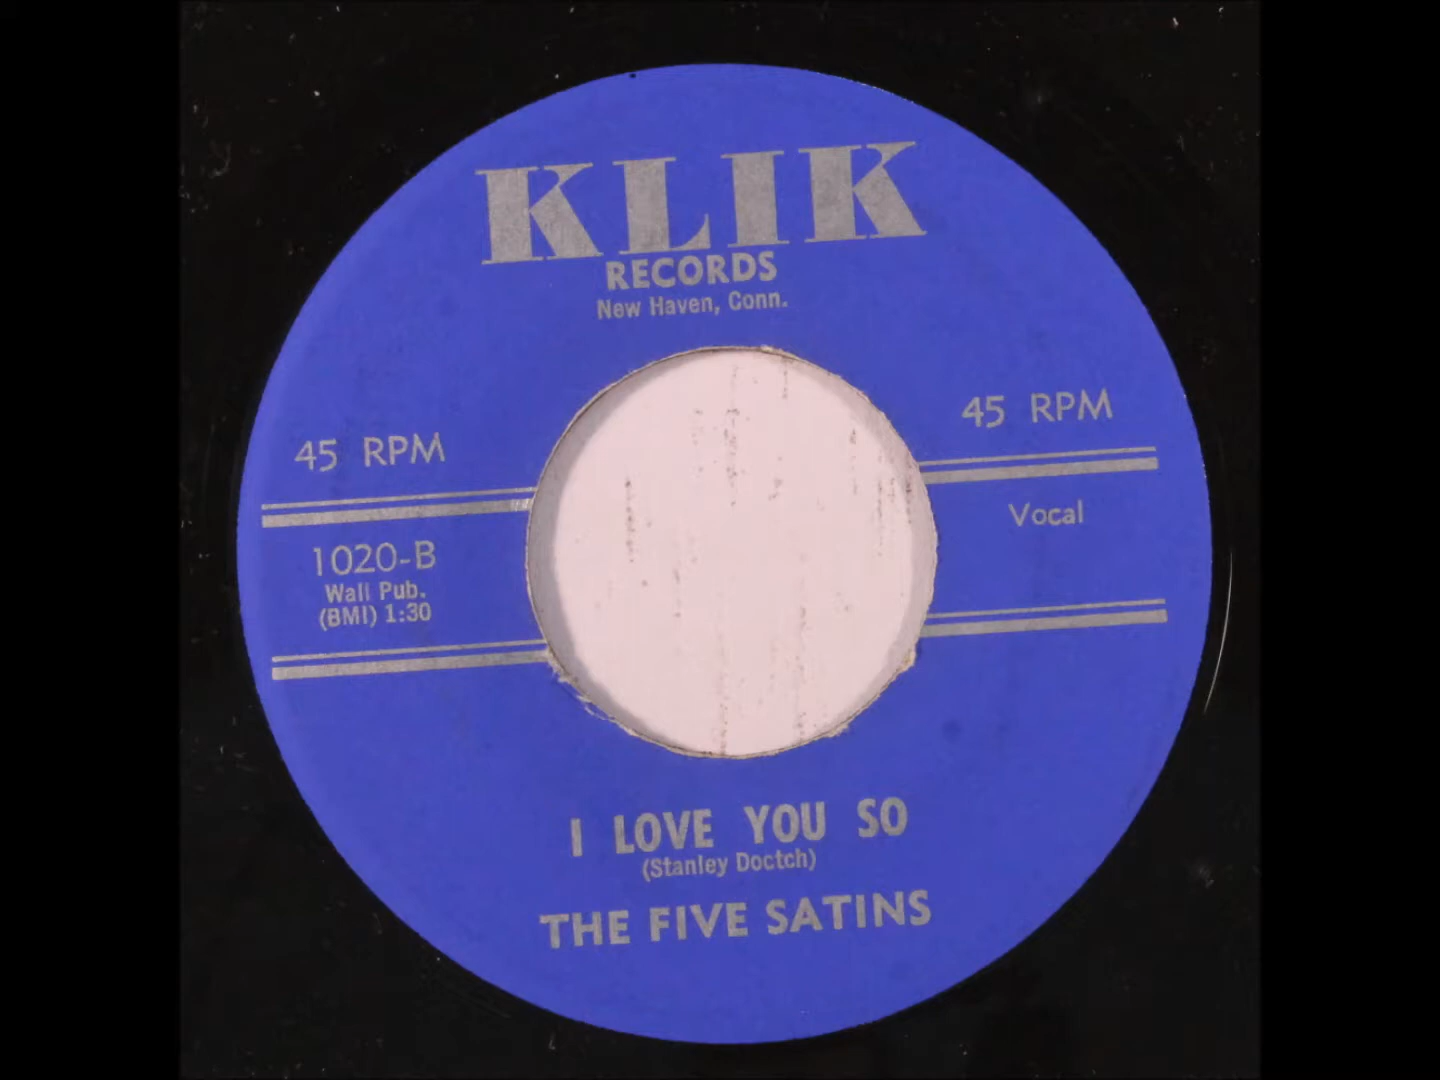 KLIK
RECORDS
New Haven, Conn.
45 RPM
45 RPM
1020-B
Wall Pub.
(BMI) 1:30
Vocal
I LOVE YOU SO
(Stanley Doctch)
THE FIVE SATINS